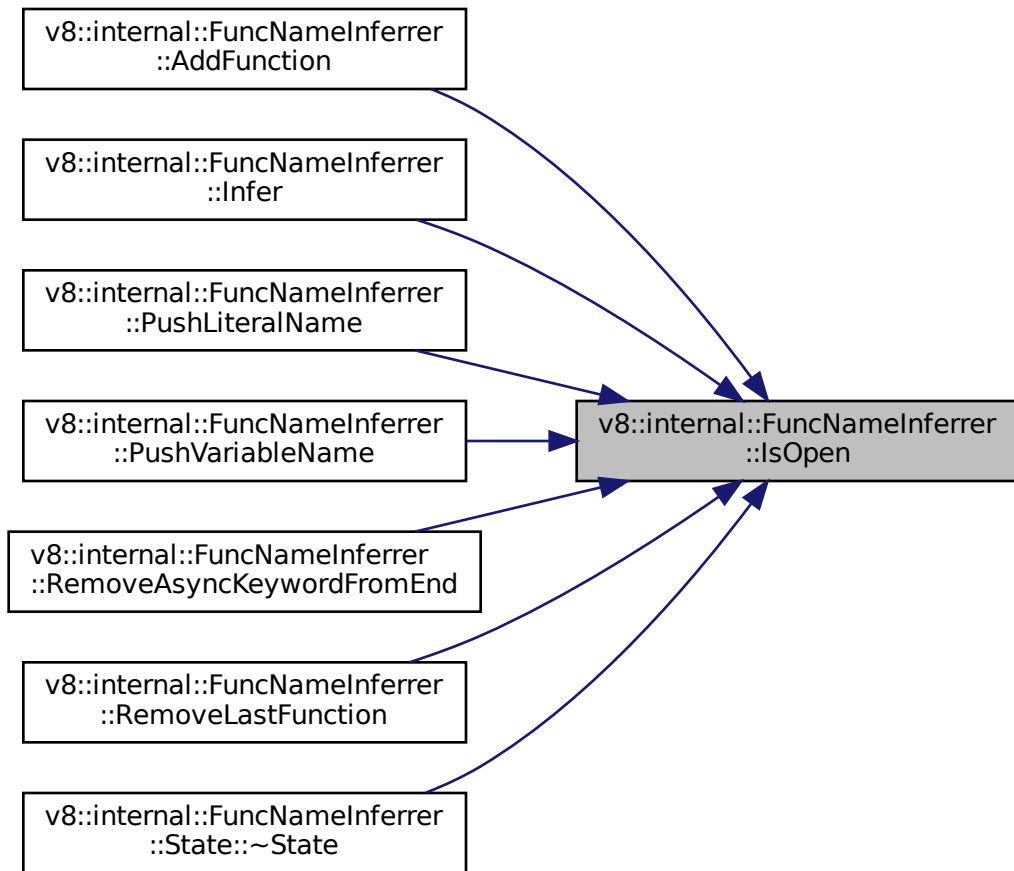 v8::internal::FuncNameInferrer
::AddFunction
v8::internal::FuncNameInferrer
::Infer
v8::internal::FuncNameInferrer
::PushLiteralName
v8::internal::FuncNameInferrer
::PushVariableName
v8::internal::FuncNameInferrer
::IsOpen
v8::internal::FuncNameInferrer
::RemoveAsyncKeywordFromEnd
v8::internal::FuncNameInferrer
::RemoveLastFunction
v8::internal::FuncNameInferrer
::State::~State